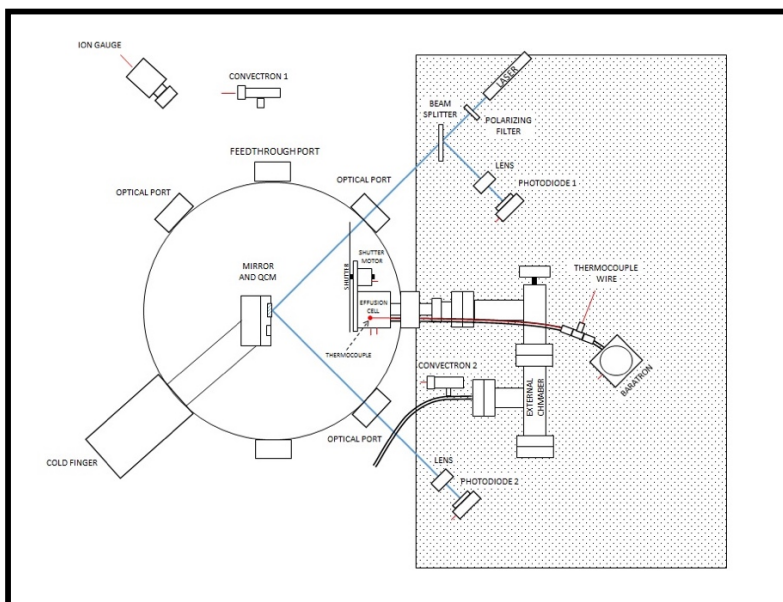 ION GAUGE
CONVECTRON 1
LASER
BEAM
SPLITTER
POLARIZING
FILTER
FEEDTHROUGH PORT
LENS
OPTICAL PORT
OPTICAL PORT
PHOTODIODE 1
SHUTTER
SHUTTER
MOTOR
MIRROR
AND QCM
THERMOCOUPLE
WIRE
EFFUSION
CELL
THERMOCOUPLE
CONVECTRON 2
EXTERNAL
CHMABER
BARATRON
OPTICAL PORT
COLD FINGER
LENS
PHOTODIODE 2